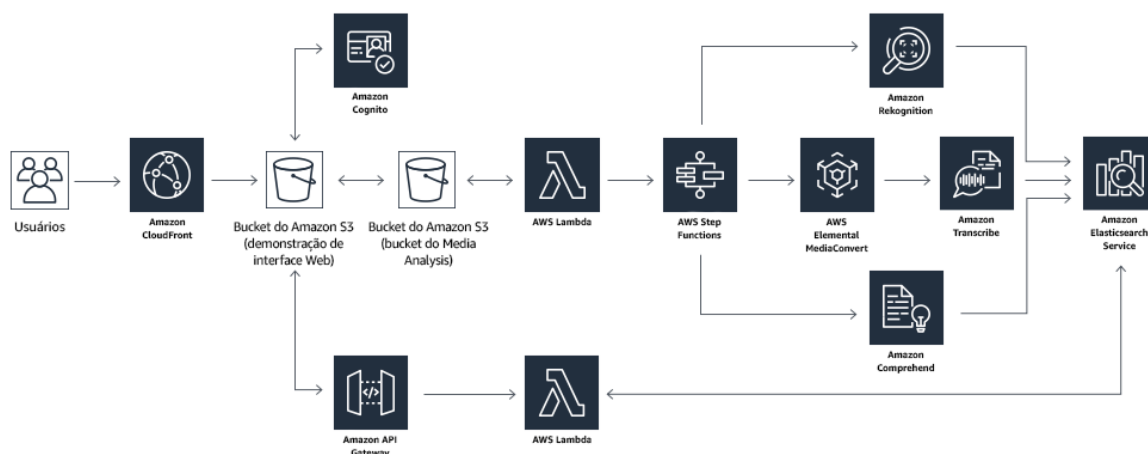 Amazon
Cognito
Amazon
Rekognition
Usuários
Amazon
CloudFront
Bucket do Amazon S3
(demonstração de
interface Web)
Bucket do Amazon S3
(bucket do Media
Analysis)
AWS Lambda
AWS Step
Functions
AWS
Elemental
MediaConvert
Amazon
Transcribe
Amazon
Elasticsearch
Service
Amazon
Comprehend
Amazon API
Gateway
AWS Lambda